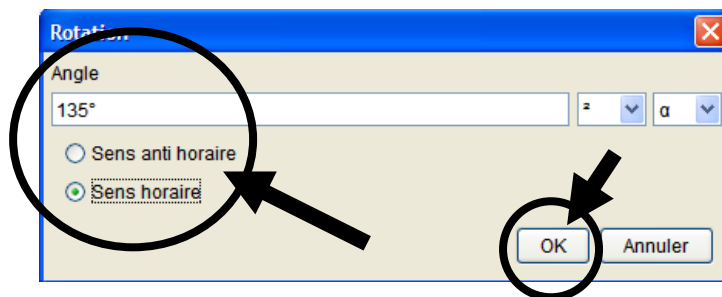 Rotation
Angle
135° ² α
Sens anti horaire
Sens horaire
OK Annuler